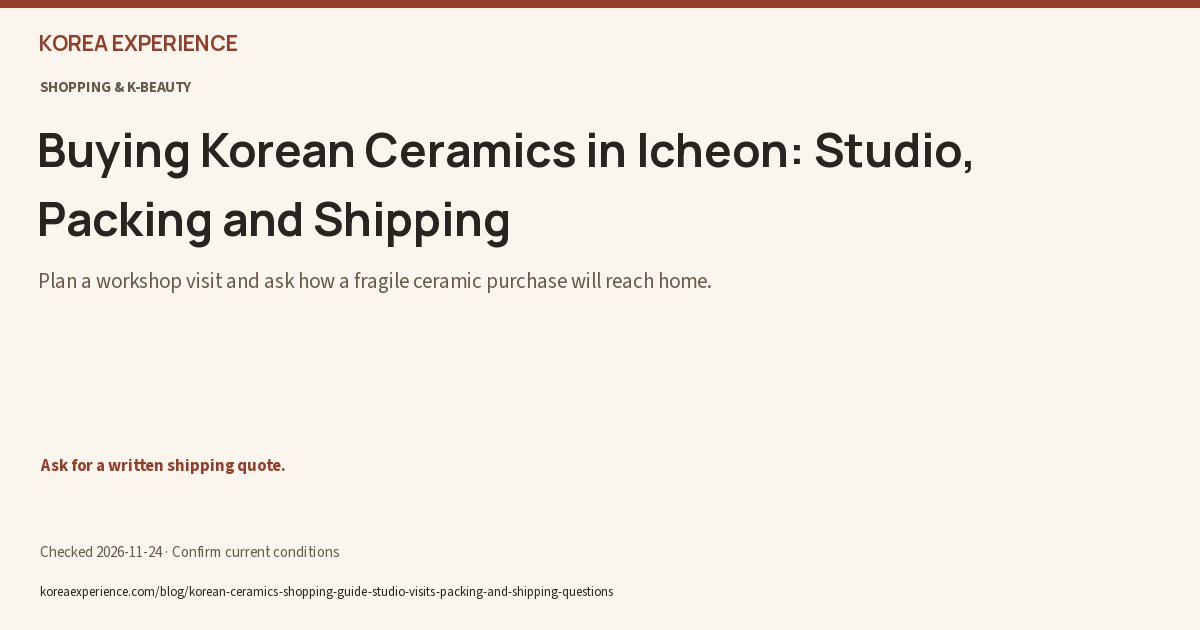 KOREA EXPERIENCE
SHOPPING & K-BEAUTY
Buying Korean Ceramics in Icheon: Studio,
Packing and Shipping
Plan a workshop visit and ask how a fragile ceramic purchase will reach home.
Ask for a written shipping quote.
Checked 2026-11-24 · Confirm current conditions
koreaexperience.com/blog/korean-ceramics-shopping-guide-studio-visits-packing-and-shipping-questions